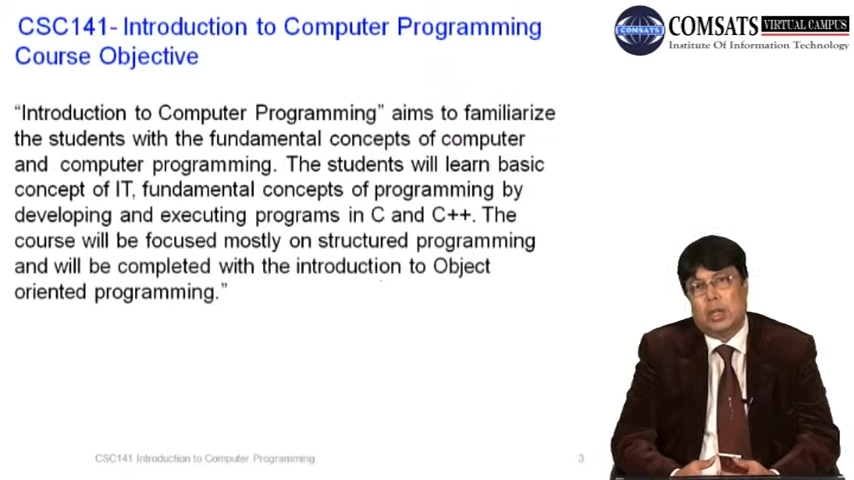 CSC141- Introduction to Computer Programming
Course Objective
COMSATS VIRTUAL CAMPUS
Institute Of Information Technology
COMSATS
“Introduction to Computer Programming” aims to familiarize
the students with the fundamental concepts of computer
and computer programming. The students will learn basic
concept of IT, fundamental concepts of programming by
developing and executing programs in C and C++. The
course will be focused mostly on structured programming
and will be completed with the introduction to Object
oriented programming.”
CSC141 Introduction to Computer Programming 3